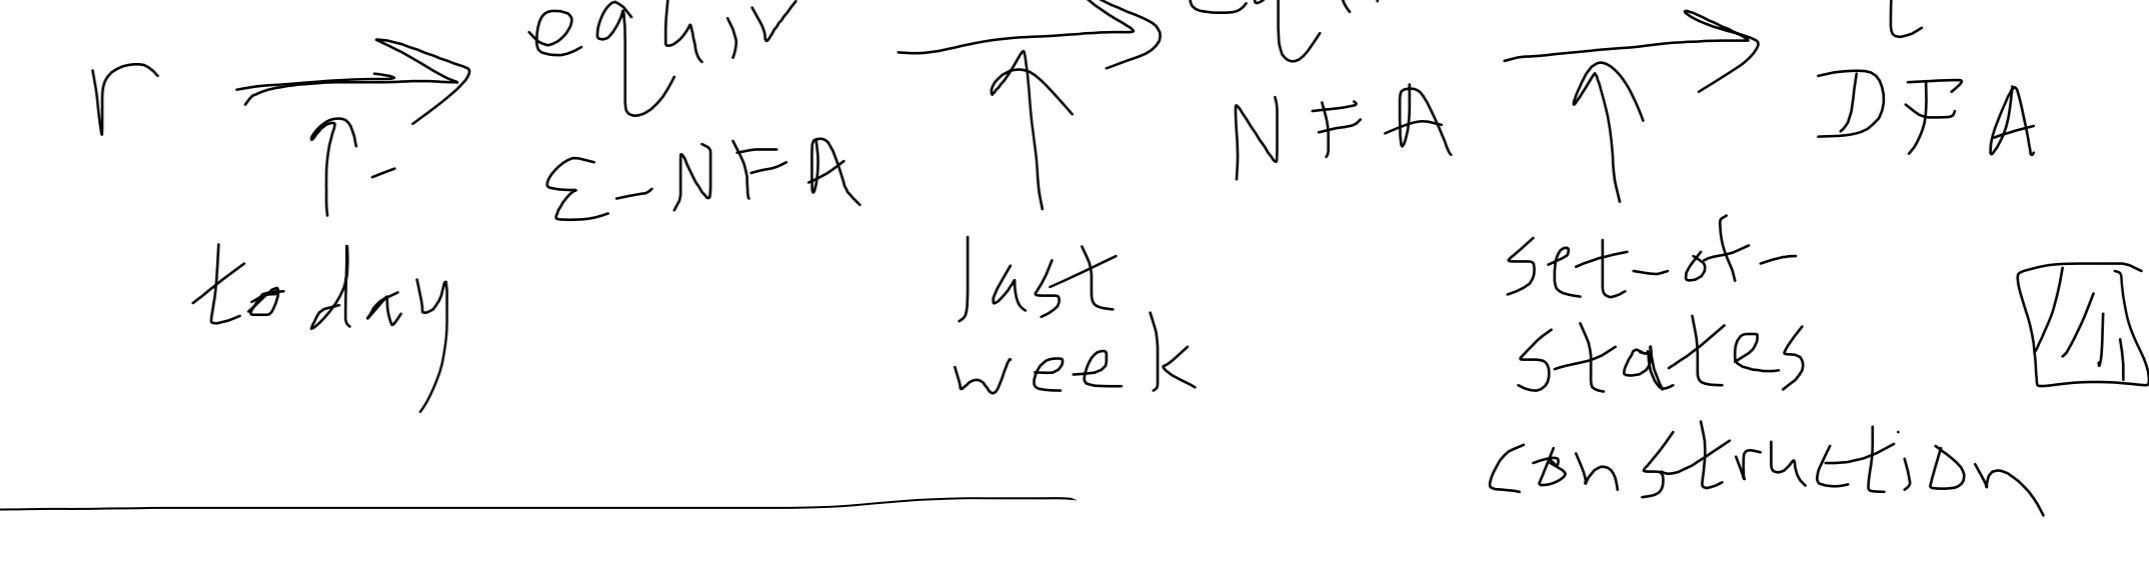 r ⇒ equiv ⇒ ⇒
ε-NFA NFA DFA
today last set-of-
week states
construction